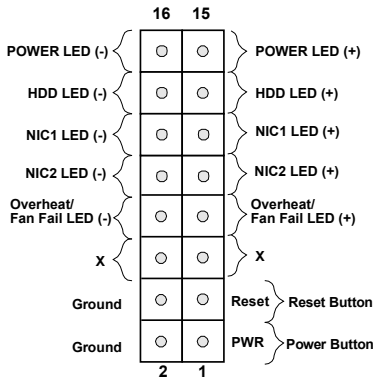 16 15
POWER LED (-) POWER LED (+)
HDD LED (-) HDD LED (+)
NIC1 LED (-) NIC1 LED (+)
NIC2 LED (-) NIC2 LED (+)
Overheat/ Overheat/
Fan Fail LED (-) Fan Fail LED (+)
X X
Ground Reset Reset Button
Ground PWR Power Button
2 1